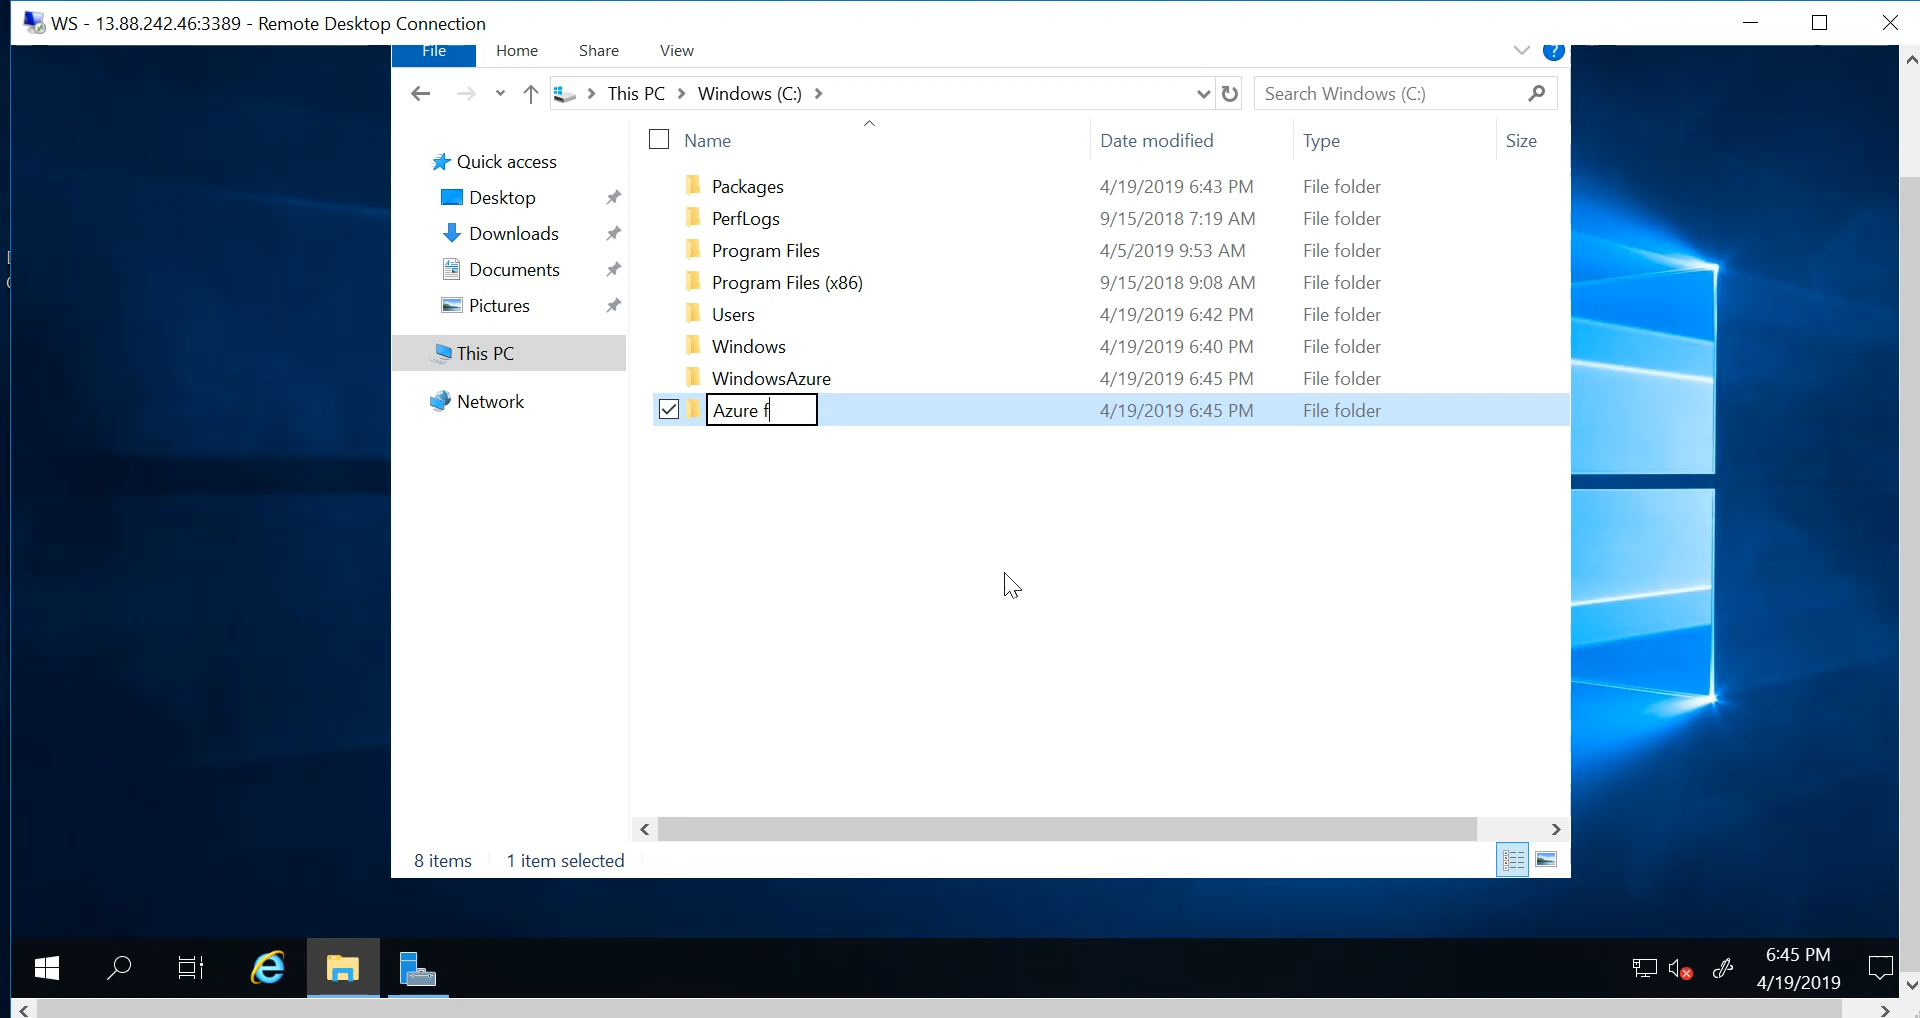 WS - 13.88.242.46:3389 - Remote Desktop Connection
File Home Share View ?
This PC Windows (C:) Search Windows (C:)
Name Date modified Type Size
Quick access
Desktop
Downloads
Documents
Pictures
This PC
Network
Packages 4/19/2019 6:43 PM File folder
PerfLogs 9/15/2018 7:19 AM File folder
Program Files 4/5/2019 9:53 AM File folder
Program Files (x86) 9/15/2018 9:08 AM File folder
Users 4/19/2019 6:42 PM File folder
Windows 4/19/2019 6:40 PM File folder
WindowsAzure 4/19/2019 6:45 PM File folder
Azure f 4/19/2019 6:45 PM File folder
8 items 1 item selected
6:45 PM
4/19/2019